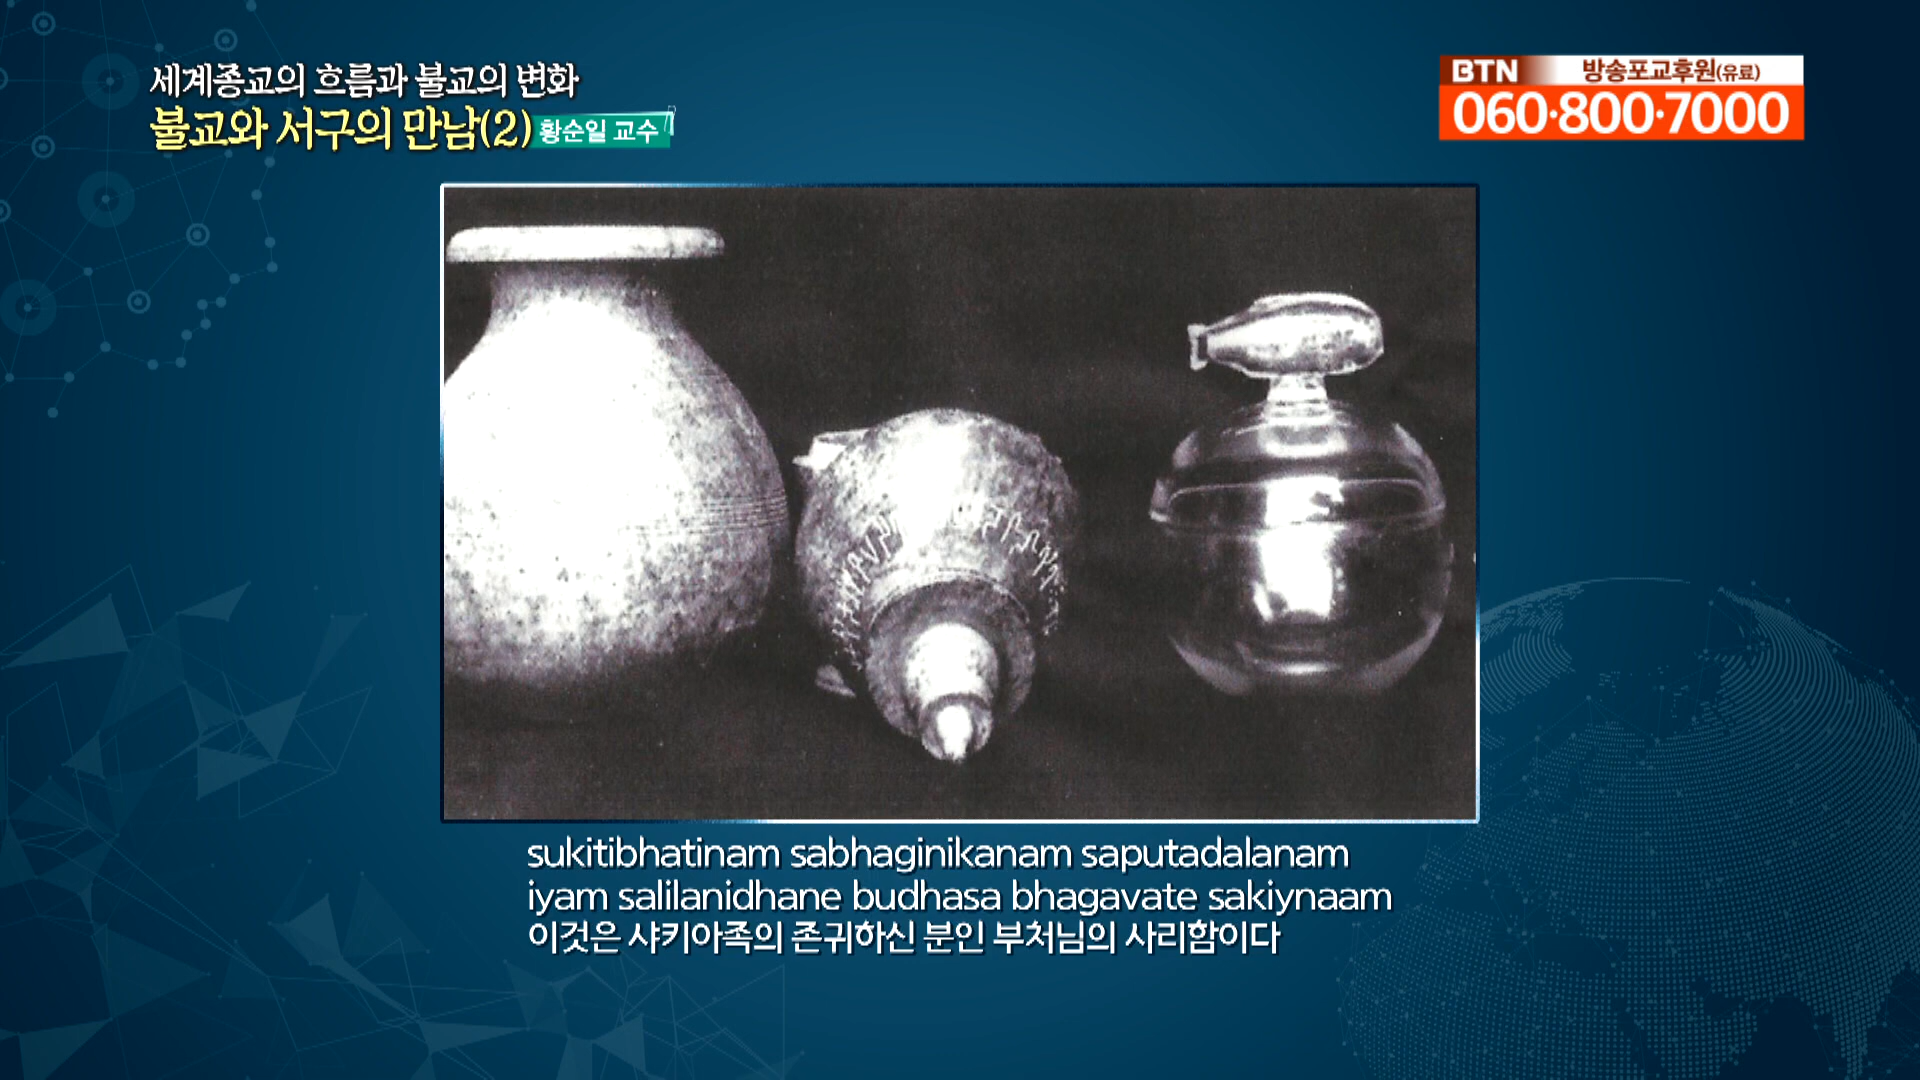 세계종교의 흐름과 불교의 변화
불교와 서구의 만남(2) 황순일 교수
BTN 방송포교후원(유료)
060·800·7000
sukitibhatinam sabhaginikanam saputadalanam
iyam salilanidhane budhasa bhagavate sakiynaam
이것은 샤키아족의 존귀하신 분인 부처님의 사리함이다